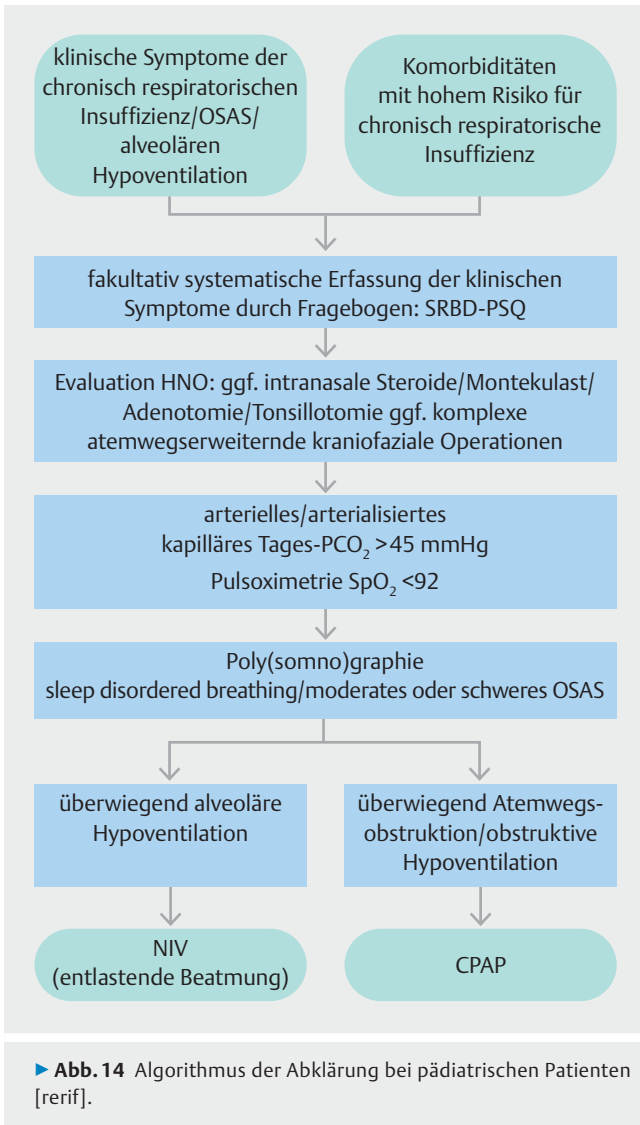 klinische Symptome der
chronisch respiratorischen
Insuffizienz/OSAS/
alveolären
Hypoventilation
Komorbiditäten
mit hohem Risiko für
chronisch respiratorische
Insuffizienz
fakultativ systematische Erfassung der klinischen
Symptome durch Fragebogen: SRBD-PSQ
Evaluation HNO: ggf. intranasale Steroide/Montekulast/
Adenotomie/Tonsillotomie ggf. komplexe
atemwegserweiternde kraniofaziale Operationen
arterielles/arterialisiertes
kapilläres Tages-PCO₂ >45 mmHg
Pulsoximetrie SpO₂ <92
Poly(somno)graphie
sleep disordered breathing/moderates oder schweres OSAS
überwiegend alveoläre
Hypoventilation
überwiegend Atemwegs-
obstruktion/obstruktive
Hypoventilation
NIV
(entlastende Beatmung)
CPAP
▶ Abb. 14 Algorithmus der Abklärung bei pädiatrischen Patienten
[rerif].